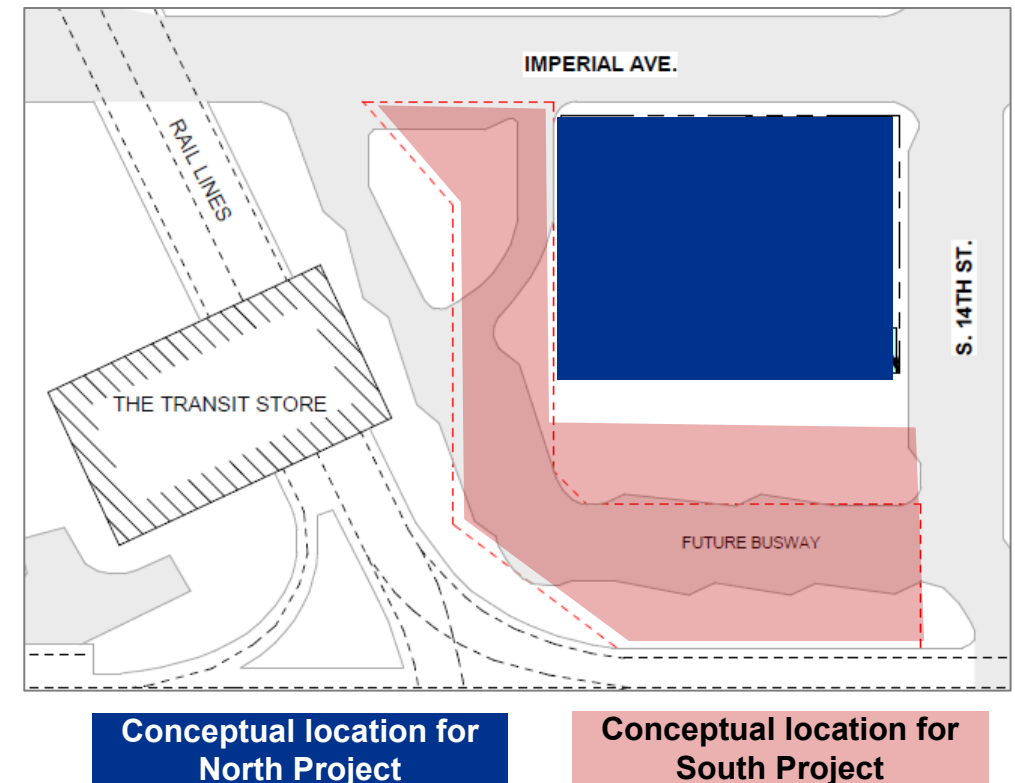 IMPERIAL AVE.
RAIL LINES
S. 14TH ST.
THE TRANSIT STORE
FUTURE BUSWAY
Conceptual location for
North Project
Conceptual location for
South Project